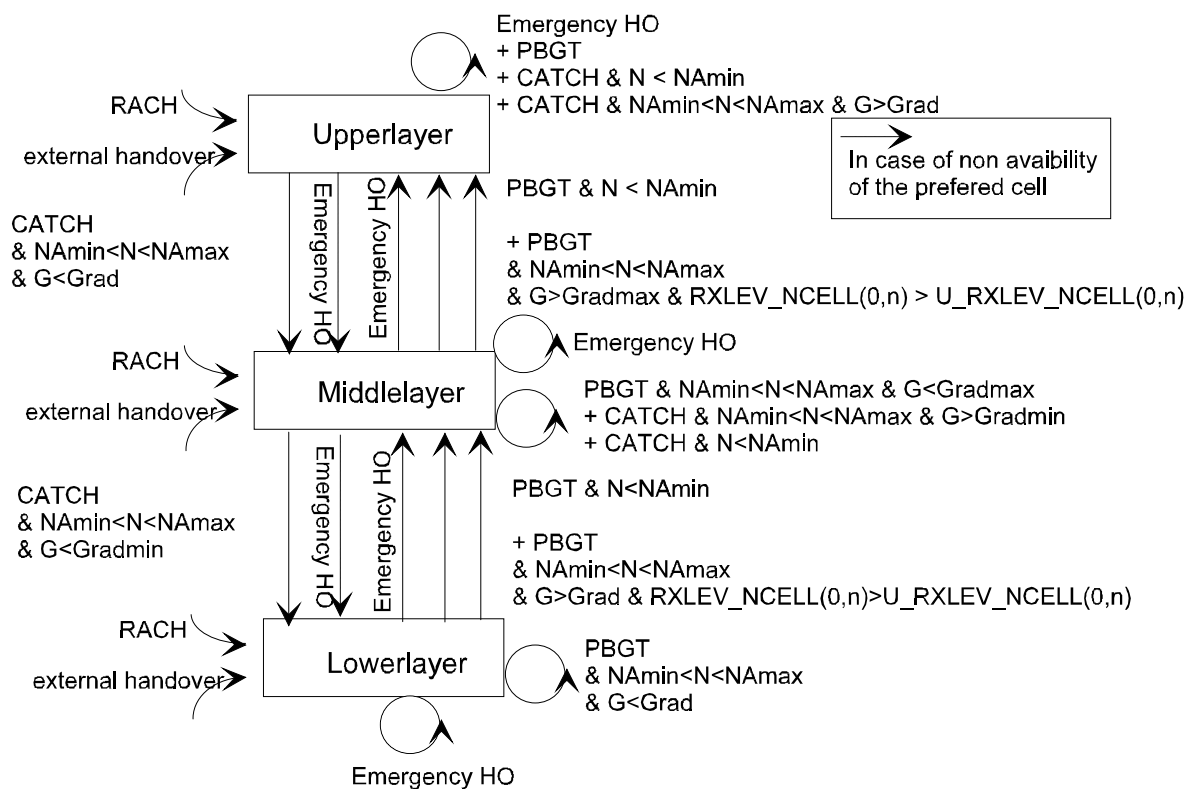 Emergency HO
+ PBGT
+ CATCH & N < NAmin
+ CATCH & NAmin<N<NAmax & G>Grad
RACH
Upperlayer
external handover
In case of non avaibility
of the prefered cell
CATCH
& NAmin<N<NAmax
& G<Grad
Emergency HO
Emergency HO
PBGT & N < NAmin
+ PBGT
& NAmin<N<NAmax
& G>Gradmax & RXLEV_NCELL(0,n) > U_RXLEV_NCELL(0,n)
Emergency HO
RACH
Middlelayer
external handover
PBGT & NAmin<N<NAmax & G<Gradmax
+ CATCH & NAmin<N<NAmax & G>Gradmin
+ CATCH & N<NAmin
CATCH
& NAmin<N<NAmax
& G<Gradmin
Emergency HO
Emergency HO
PBGT & N<NAmin
+ PBGT
& NAmin<N<NAmax
& G>Grad & RXLEV_NCELL(0,n)>U_RXLEV_NCELL(0,n)
RACH
Lowerlayer
external handover
PBGT
& NAmin<N<NAmax
& G<Grad
Emergency HO